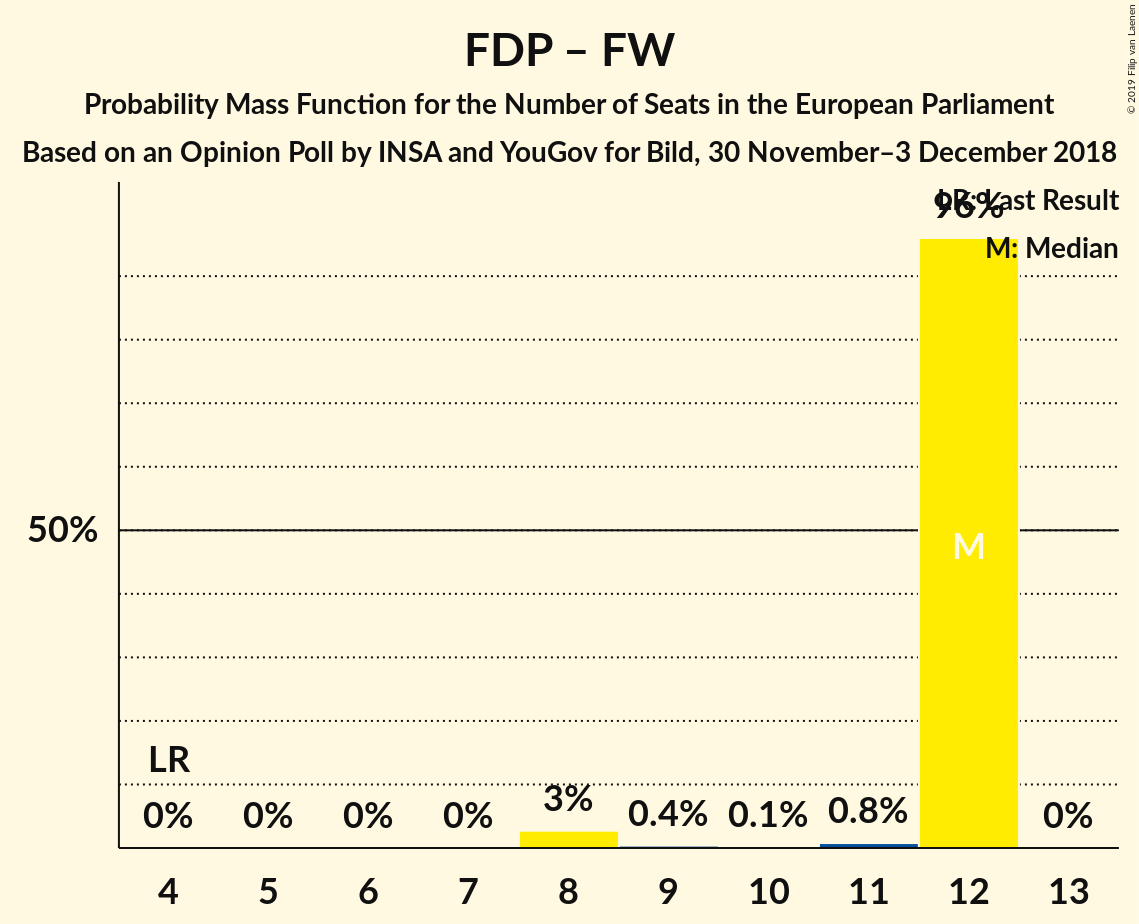 FDP – FW
Probability Mass Function for the Number of Seats in the European Parliament
Based on an Opinion Poll by INSA and YouGov for Bild, 30 November–3 December 2018
© 2019 Filip van Laenen
LR: Last Result
96%
M: Median
50%
M
LR
0% 0% 0% 0% 3% 0.4% 0.1% 0.8% 0%
4 5 6 7 8 9 10 11 12 13